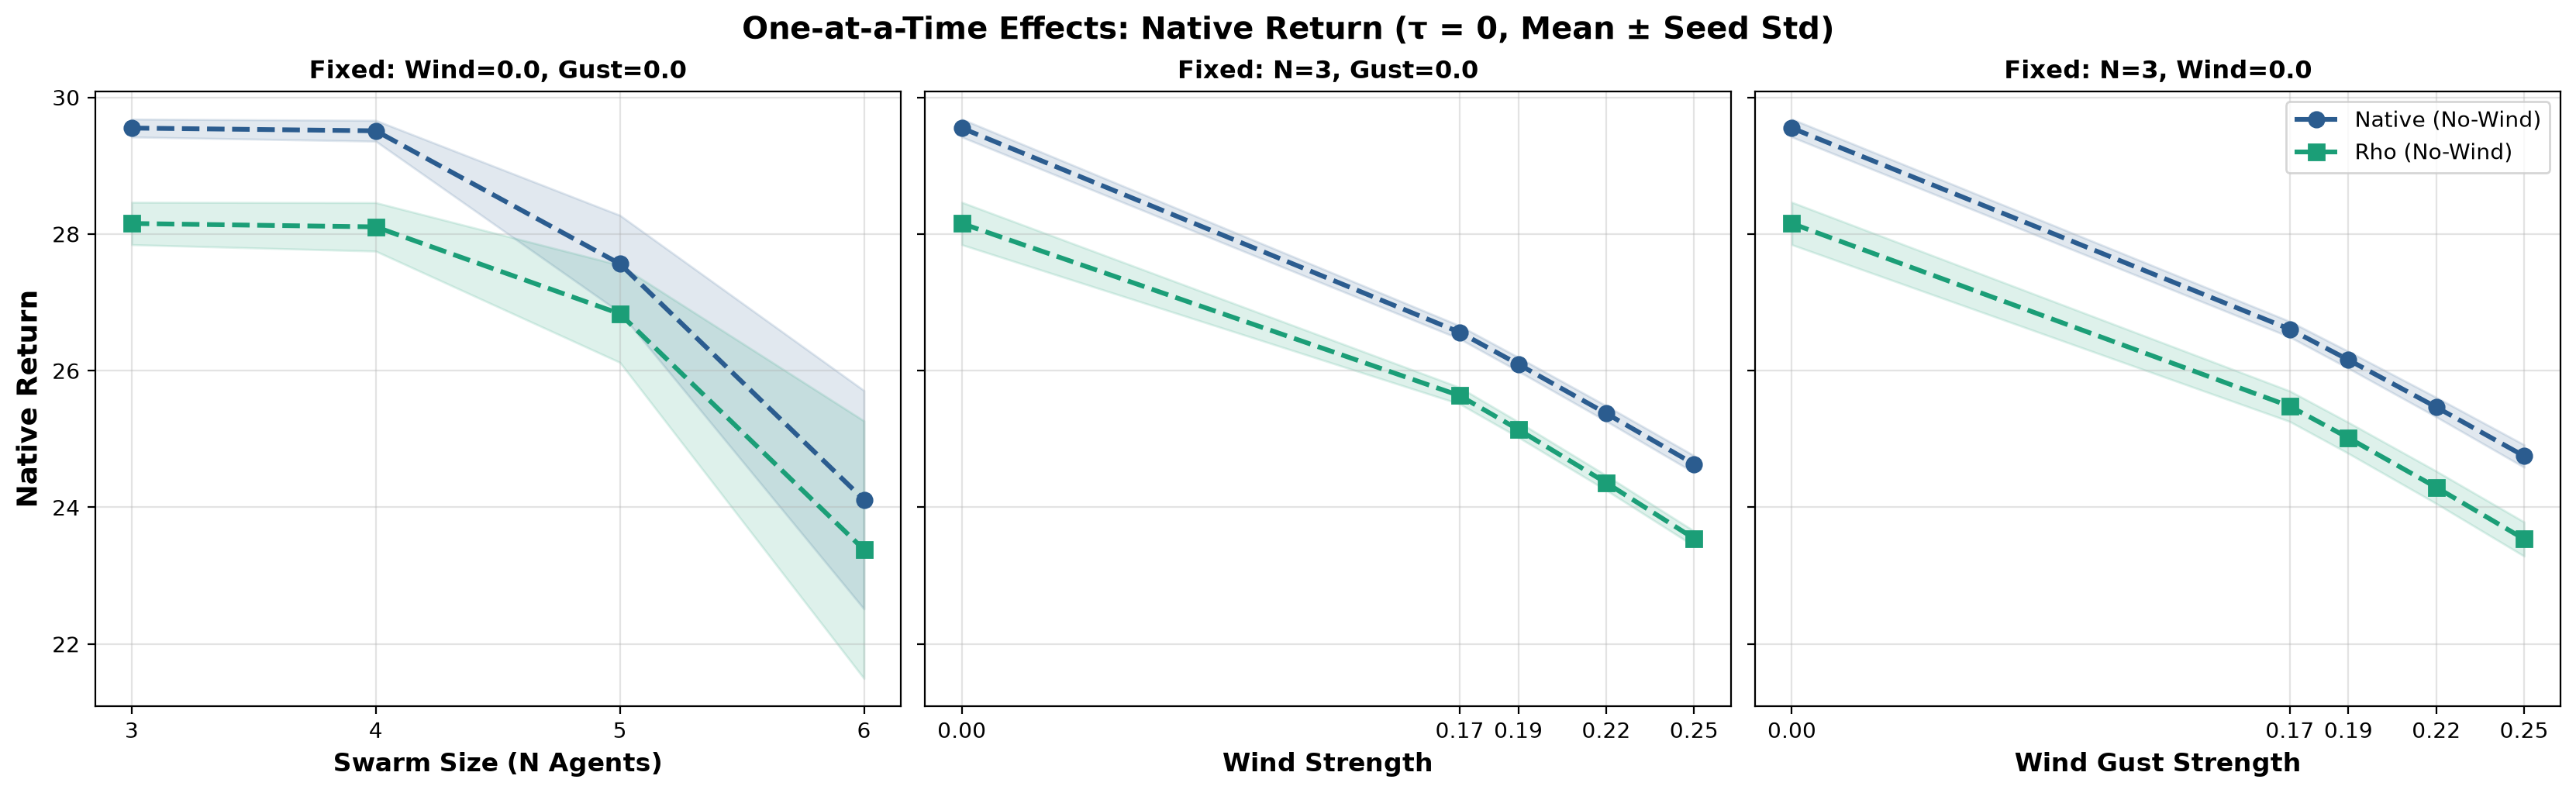 One-at-a-Time Effects: Native Return (τ = 0, Mean ± Seed Std)
Fixed: Wind=0.0, Gust=0.0
Fixed: N=3, Gust=0.0
Fixed: N=3, Wind=0.0
Native Return
30
28
26
24
22
Native (No-Wind)
Rho (No-Wind)
3 4 5 6
0.00 0.17 0.19 0.22 0.25
0.00 0.17 0.19 0.22 0.25
Swarm Size (N Agents)
Wind Strength
Wind Gust Strength